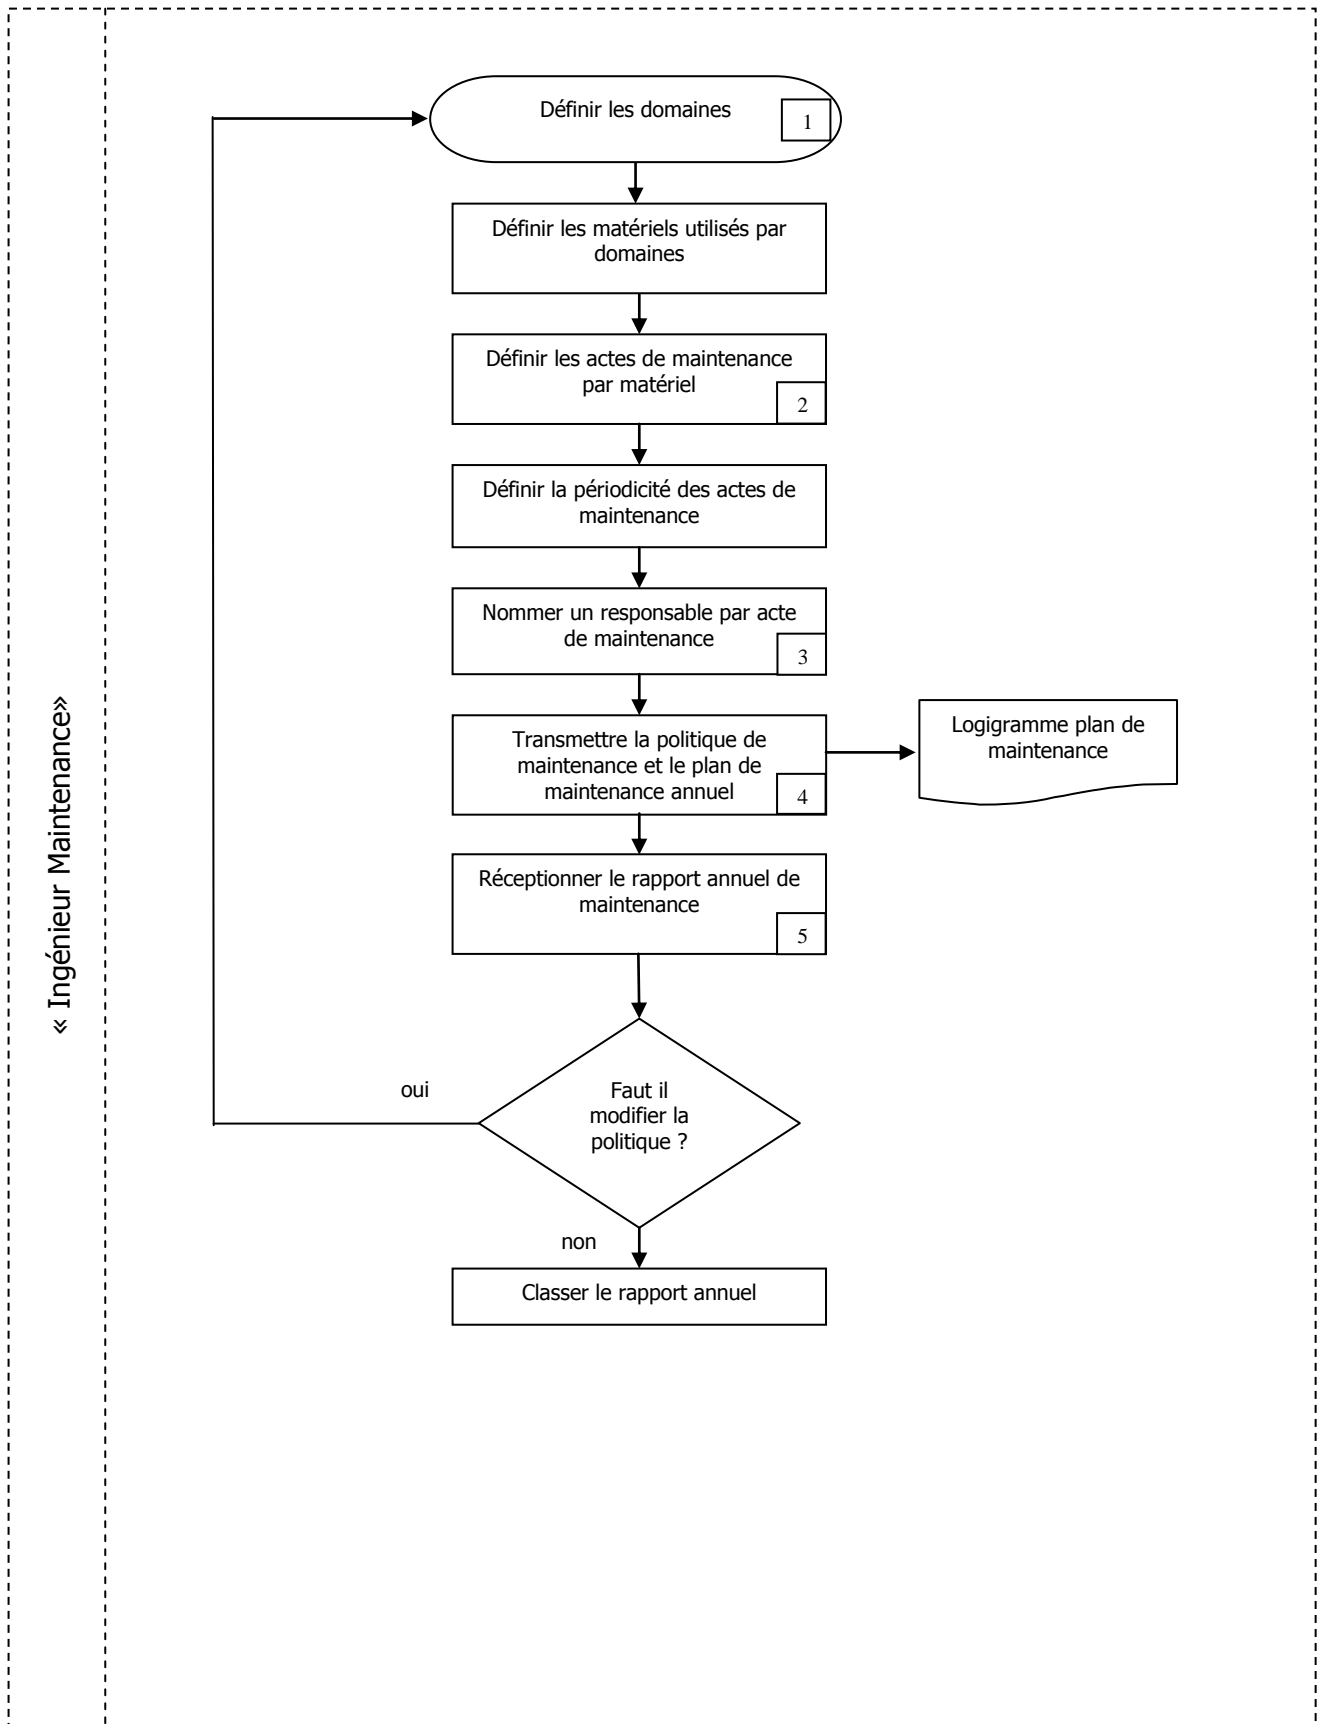 Définir les domaines
1
Définir les matériels utilisés par
domaines
Définir les actes de maintenance
par matériel
2
Définir la périodicité des actes de
maintenance
Nommer un responsable par acte
de maintenance
3
Transmettre la politique de
maintenance et le plan de
maintenance annuel
4
Logigramme plan de
maintenance
Réceptionner le rapport annuel de
maintenance
5
« Ingénieur Maintenance»
oui
Faut il
modifier la
politique ?
non
Classer le rapport annuel